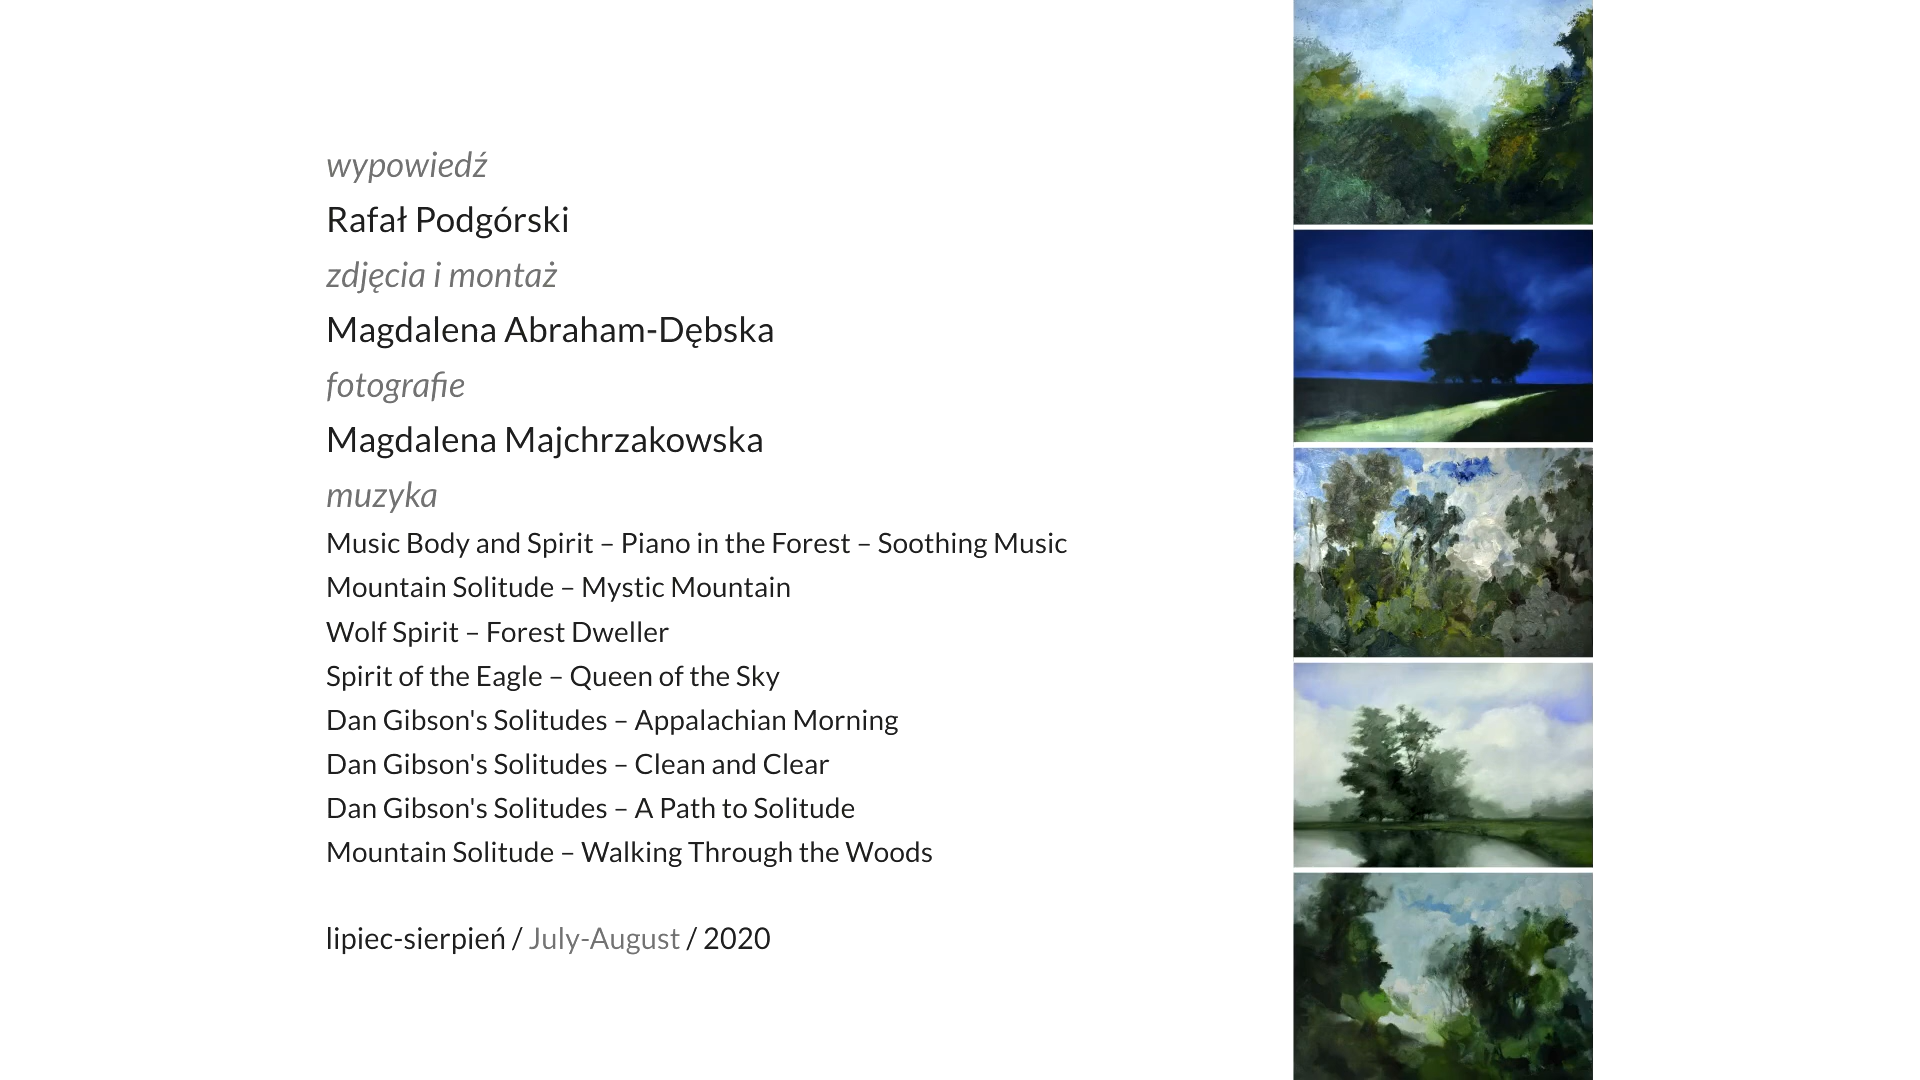 wypowiedź
Rafał Podgórski
zdjęcia i montaż
Magdalena Abraham-Dębska
fotografie
Magdalena Majchrzakowska
muzyka
Music Body and Spirit – Piano in the Forest – Soothing Music
Mountain Solitude – Mystic Mountain
Wolf Spirit – Forest Dweller
Spirit of the Eagle – Queen of the Sky
Dan Gibson's Solitudes – Appalachian Morning
Dan Gibson's Solitudes – Clean and Clear
Dan Gibson's Solitudes – A Path to Solitude
Mountain Solitude – Walking Through the Woods
lipiec-sierpień / July-August / 2020